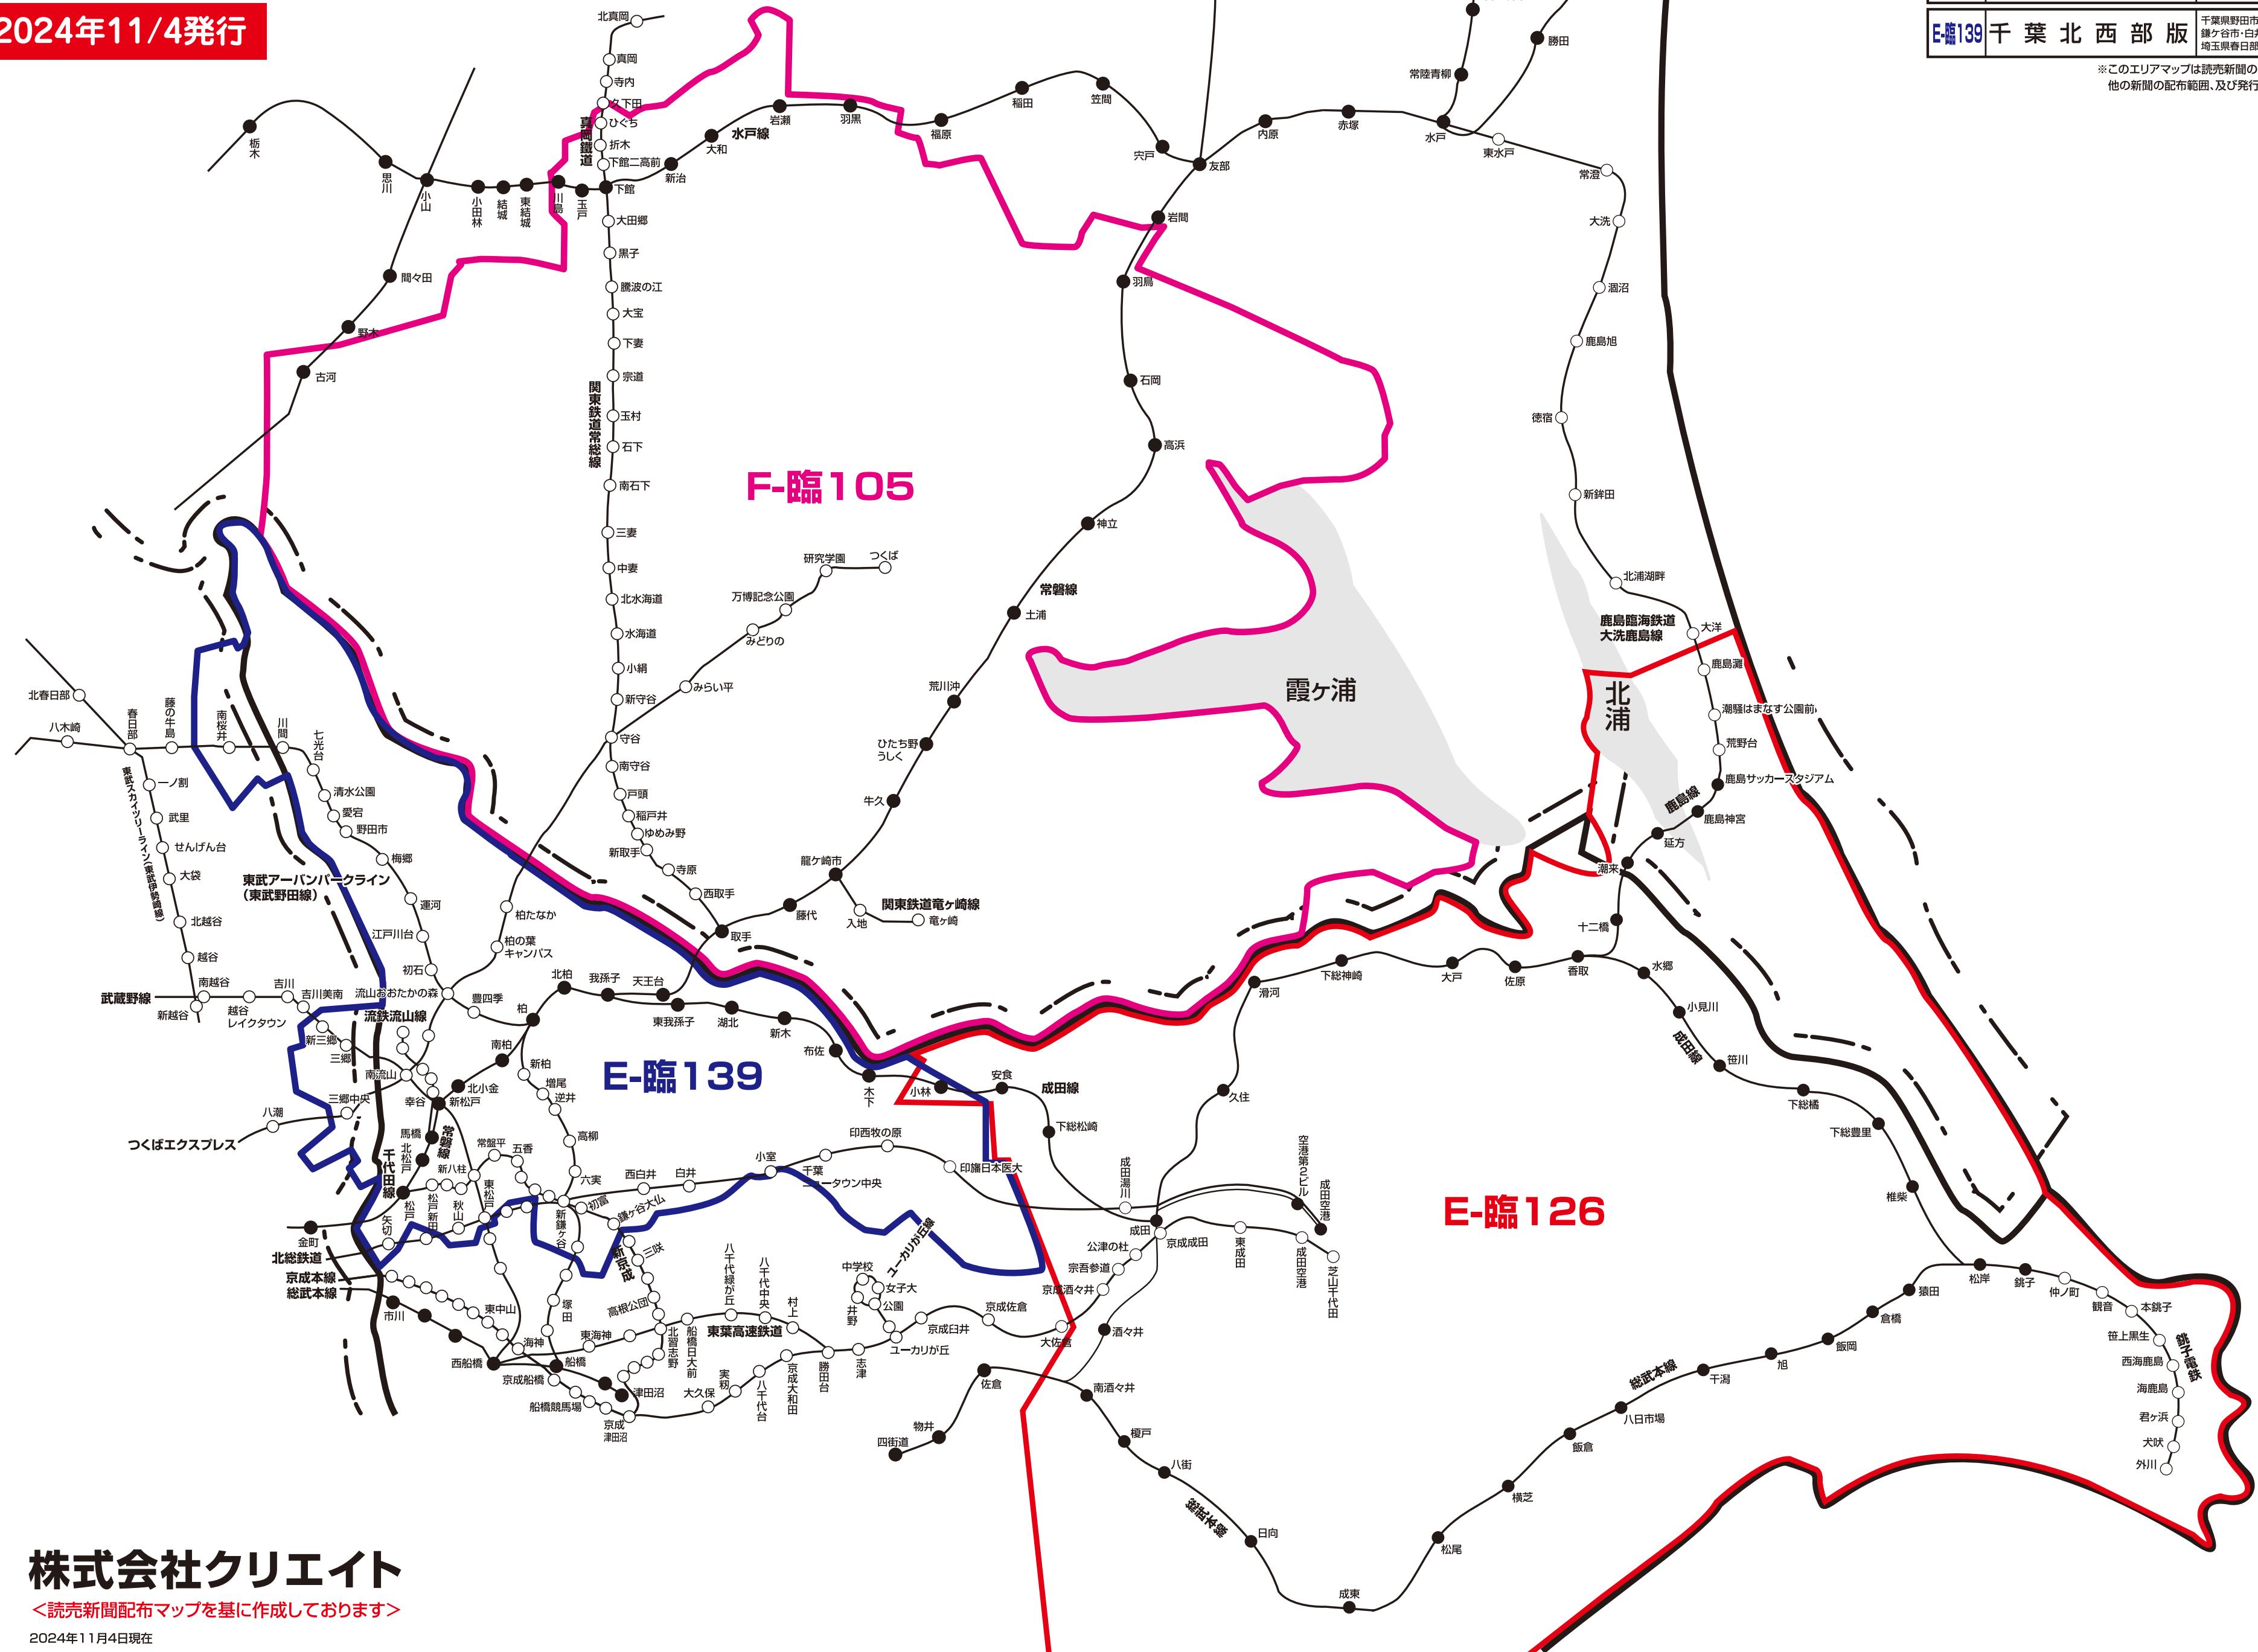 2024年11/4発行
E-臨139
千葉北西部版
千葉県野田市
鎌ケ谷市・白井
埼玉県春日部
※このエリアマップは読売新聞の
他の新聞の配布範囲、及び発行
北真岡
真岡
寺内
久下田
ひぐち
折木
下館二高前
真岡鐵道
水戸線
栃木
思川
小山
小田林
結城
東結城
川島
玉戸
下館
新治
大和
岩瀬
羽黒
福原
稲田
笠間
宍戸
友部
内原
赤塚
水戸
常陸青柳
勝田
東水戸
常澄
大洗
涸沼
鹿島旭
徳宿
新鉾田
北浦湖畔
鹿島臨海鉄道
大洗鹿島線
大洋
鹿島灘
潮騒はまなす公園前
荒野台
鹿島サッカースタジアム
鹿島線
鹿島神宮
延方
潮来
十二橋
間々田
野木
古河
大田郷
黒子
騰波の江
大宝
下妻
宗道
玉村
石下
南石下
三妻
中妻
北水海道
水海道
小絹
新守谷
守谷
南守谷
戸頭
稲戸井
ゆめみ野
新取手
寺原
西取手
取手
関東鉄道常総線
F-臨105
岩間
羽鳥
石岡
高浜
神立
常磐線
土浦
荒川沖
ひたち野
うしく
牛久
龍ケ崎市
藤代
関東鉄道竜ヶ崎線
入地
竜ヶ崎
研究学園
つくば
万博記念公園
みどりの
みらい平
霞ヶ浦
北浦
北春日部
八木崎
春日部
藤の牛島
南桜井
川間
七光台
清水公園
愛宕
野田市
梅郷
運河
江戸川台
初石
流山おおたかの森
豊四季
東武スカイツリーライン(東武伊勢崎線)
一ノ割
武里
せんげん台
大袋
北越谷
越谷
新越谷
東武アーバンパークライン
(東武野田線)
柏たなか
柏の葉
キャンパス
武蔵野線
南越谷
越谷
レイクタウン
吉川
吉川美南
新三郷
三郷
流鉄流山線
南流山
三郷中央
八潮
つくばエクスプレス
北柏
我孫子
天王台
東我孫子
湖北
新木
布佐
木下
小林
安食
成田線
下総松崎
柏
南柏
北小金
新松戸
幸谷
馬橋
北松戸
常磐線
千代田線
松戸
金町
新柏
増尾
逆井
高柳
六実
E-臨139
常盤平
五香
新八柱
東松戸
松戸新田
秋山
矢切
北総鉄道
京成本線
総武本線
市川
東中山
西船橋
海神
京成船橋
船橋競馬場
船橋
東海神
塚田
新鎌ヶ谷
初富
鎌ヶ谷大仏
新京成
三咲
高根公団
北習志野
津田沼
京成
津田沼
船橋日大前
八千代緑が丘
八千代中央
村上
東葉高速鉄道
大久保
実籾
八千代台
京成大和田
勝田台
志津
ユーカリが丘
ユーカリが丘線
中学校
女子大
井野
公園
京成臼井
京成佐倉
大佐倉
京成酒々井
宗吾参道
公津の杜
成田
京成成田
東成田
成田空港
芝山千代田
空港第2ビル
成田空港
成田湯川
西白井
白井
小室
千葉
ニュータウン中央
印西牧の原
印旛日本医大
E-臨126
滑河
久住
下総神崎
大戸
佐原
香取
水郷
小見川
成田線
笹川
下総橘
下総豊里
椎柴
松岸
銚子
仲ノ町
観音
本銚子
笹上黒生
西海鹿島
海鹿島
君ヶ浜
犬吠
外川
銚子電鉄
猿田
倉橋
飯岡
旭
干潟
総武本線
八日市場
飯倉
横芝
松尾
成東
日向
総武本線
八街
榎戸
南酒々井
酒々井
佐倉
物井
四街道
株式会社クリエイト
＜読売新聞配布マップを基に作成しております＞
2024年11月4日現在